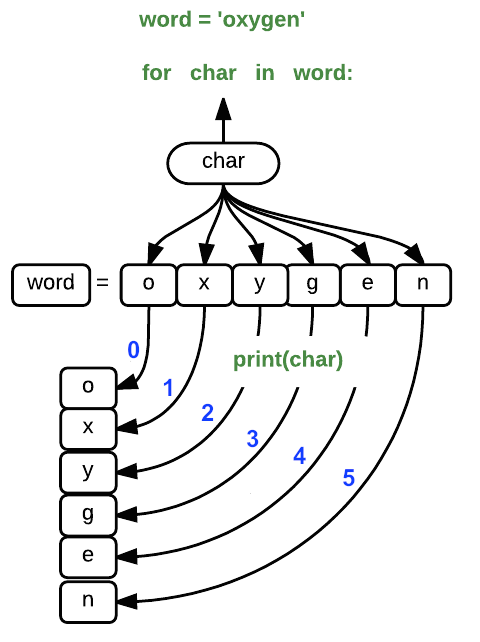 word = 'oxygen'
for char in word:
char
word = o x y g e n
print(char)
0
o
1
x
2
y
3
g
4
e
5
n